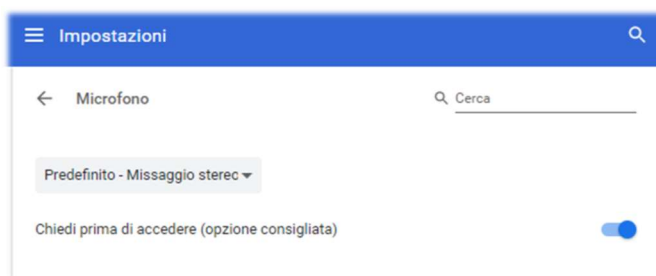 Impostazioni
Microfono
Cerca
Predefinito - Missaggio sterec
Chiedi prima di accedere (opzione consigliata)